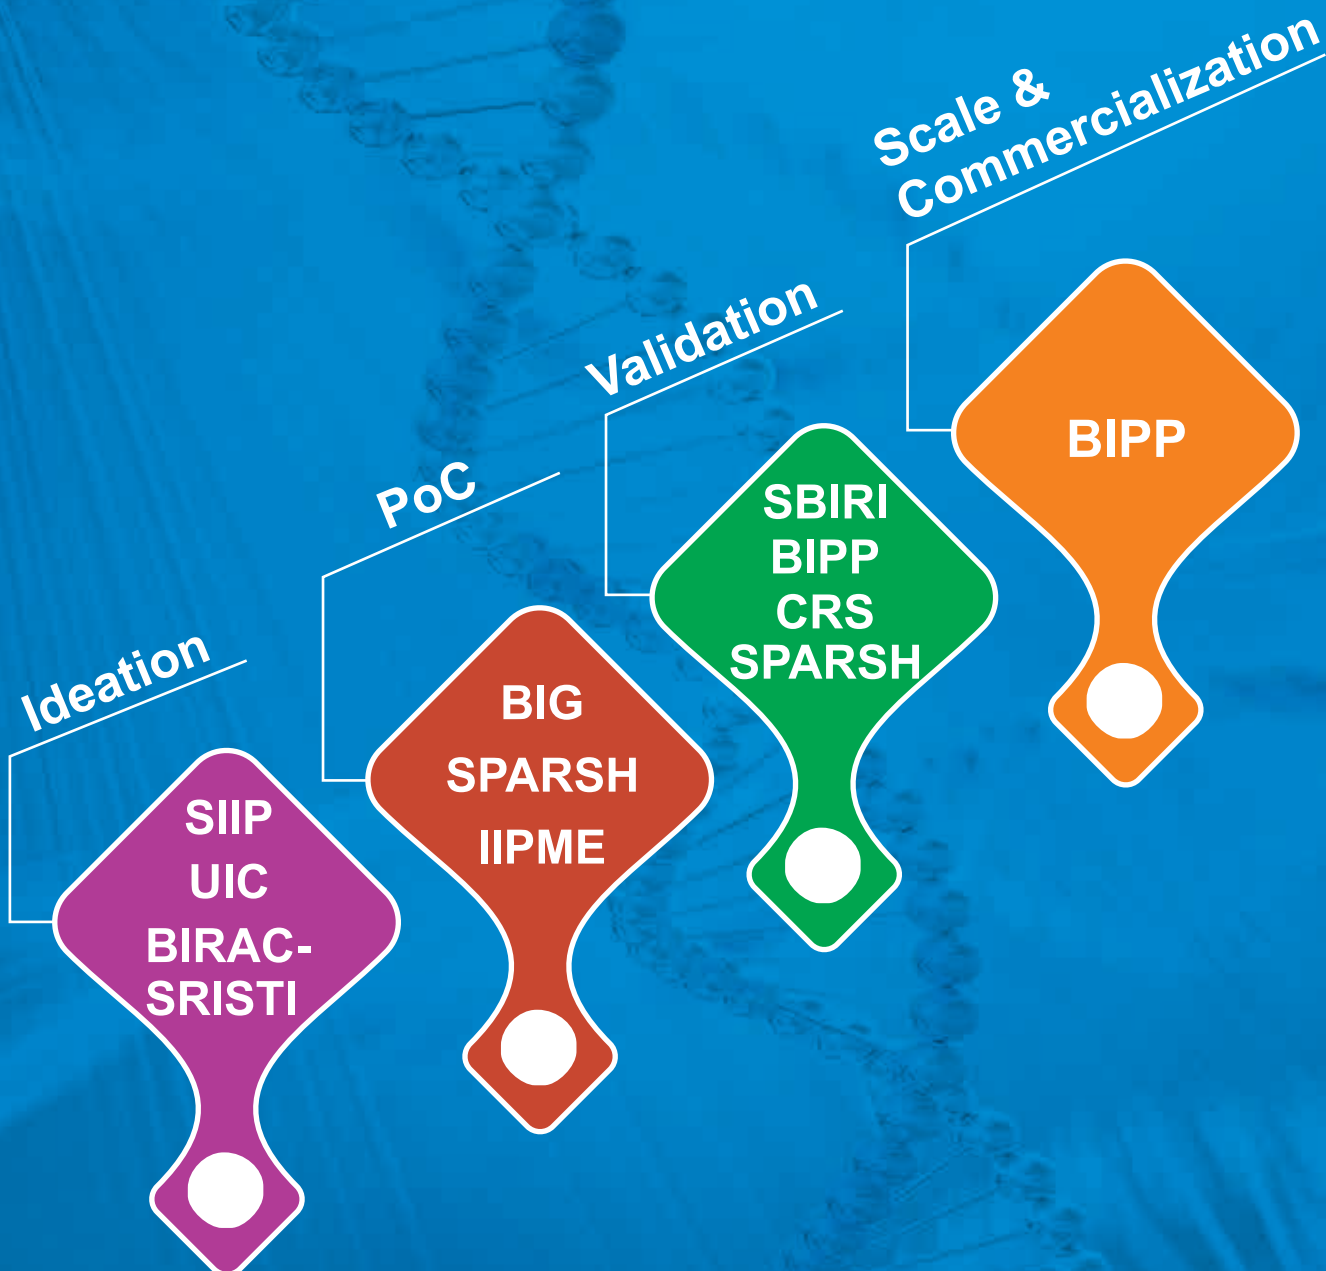 Ideation
SIIP
UIC
BIRAC-
SRISTI
PoC
BIG
SPARSH
IIPME
Validation
SBIRI
BIPP
CRS
SPARSH
Scale &
Commercialization
BIPP